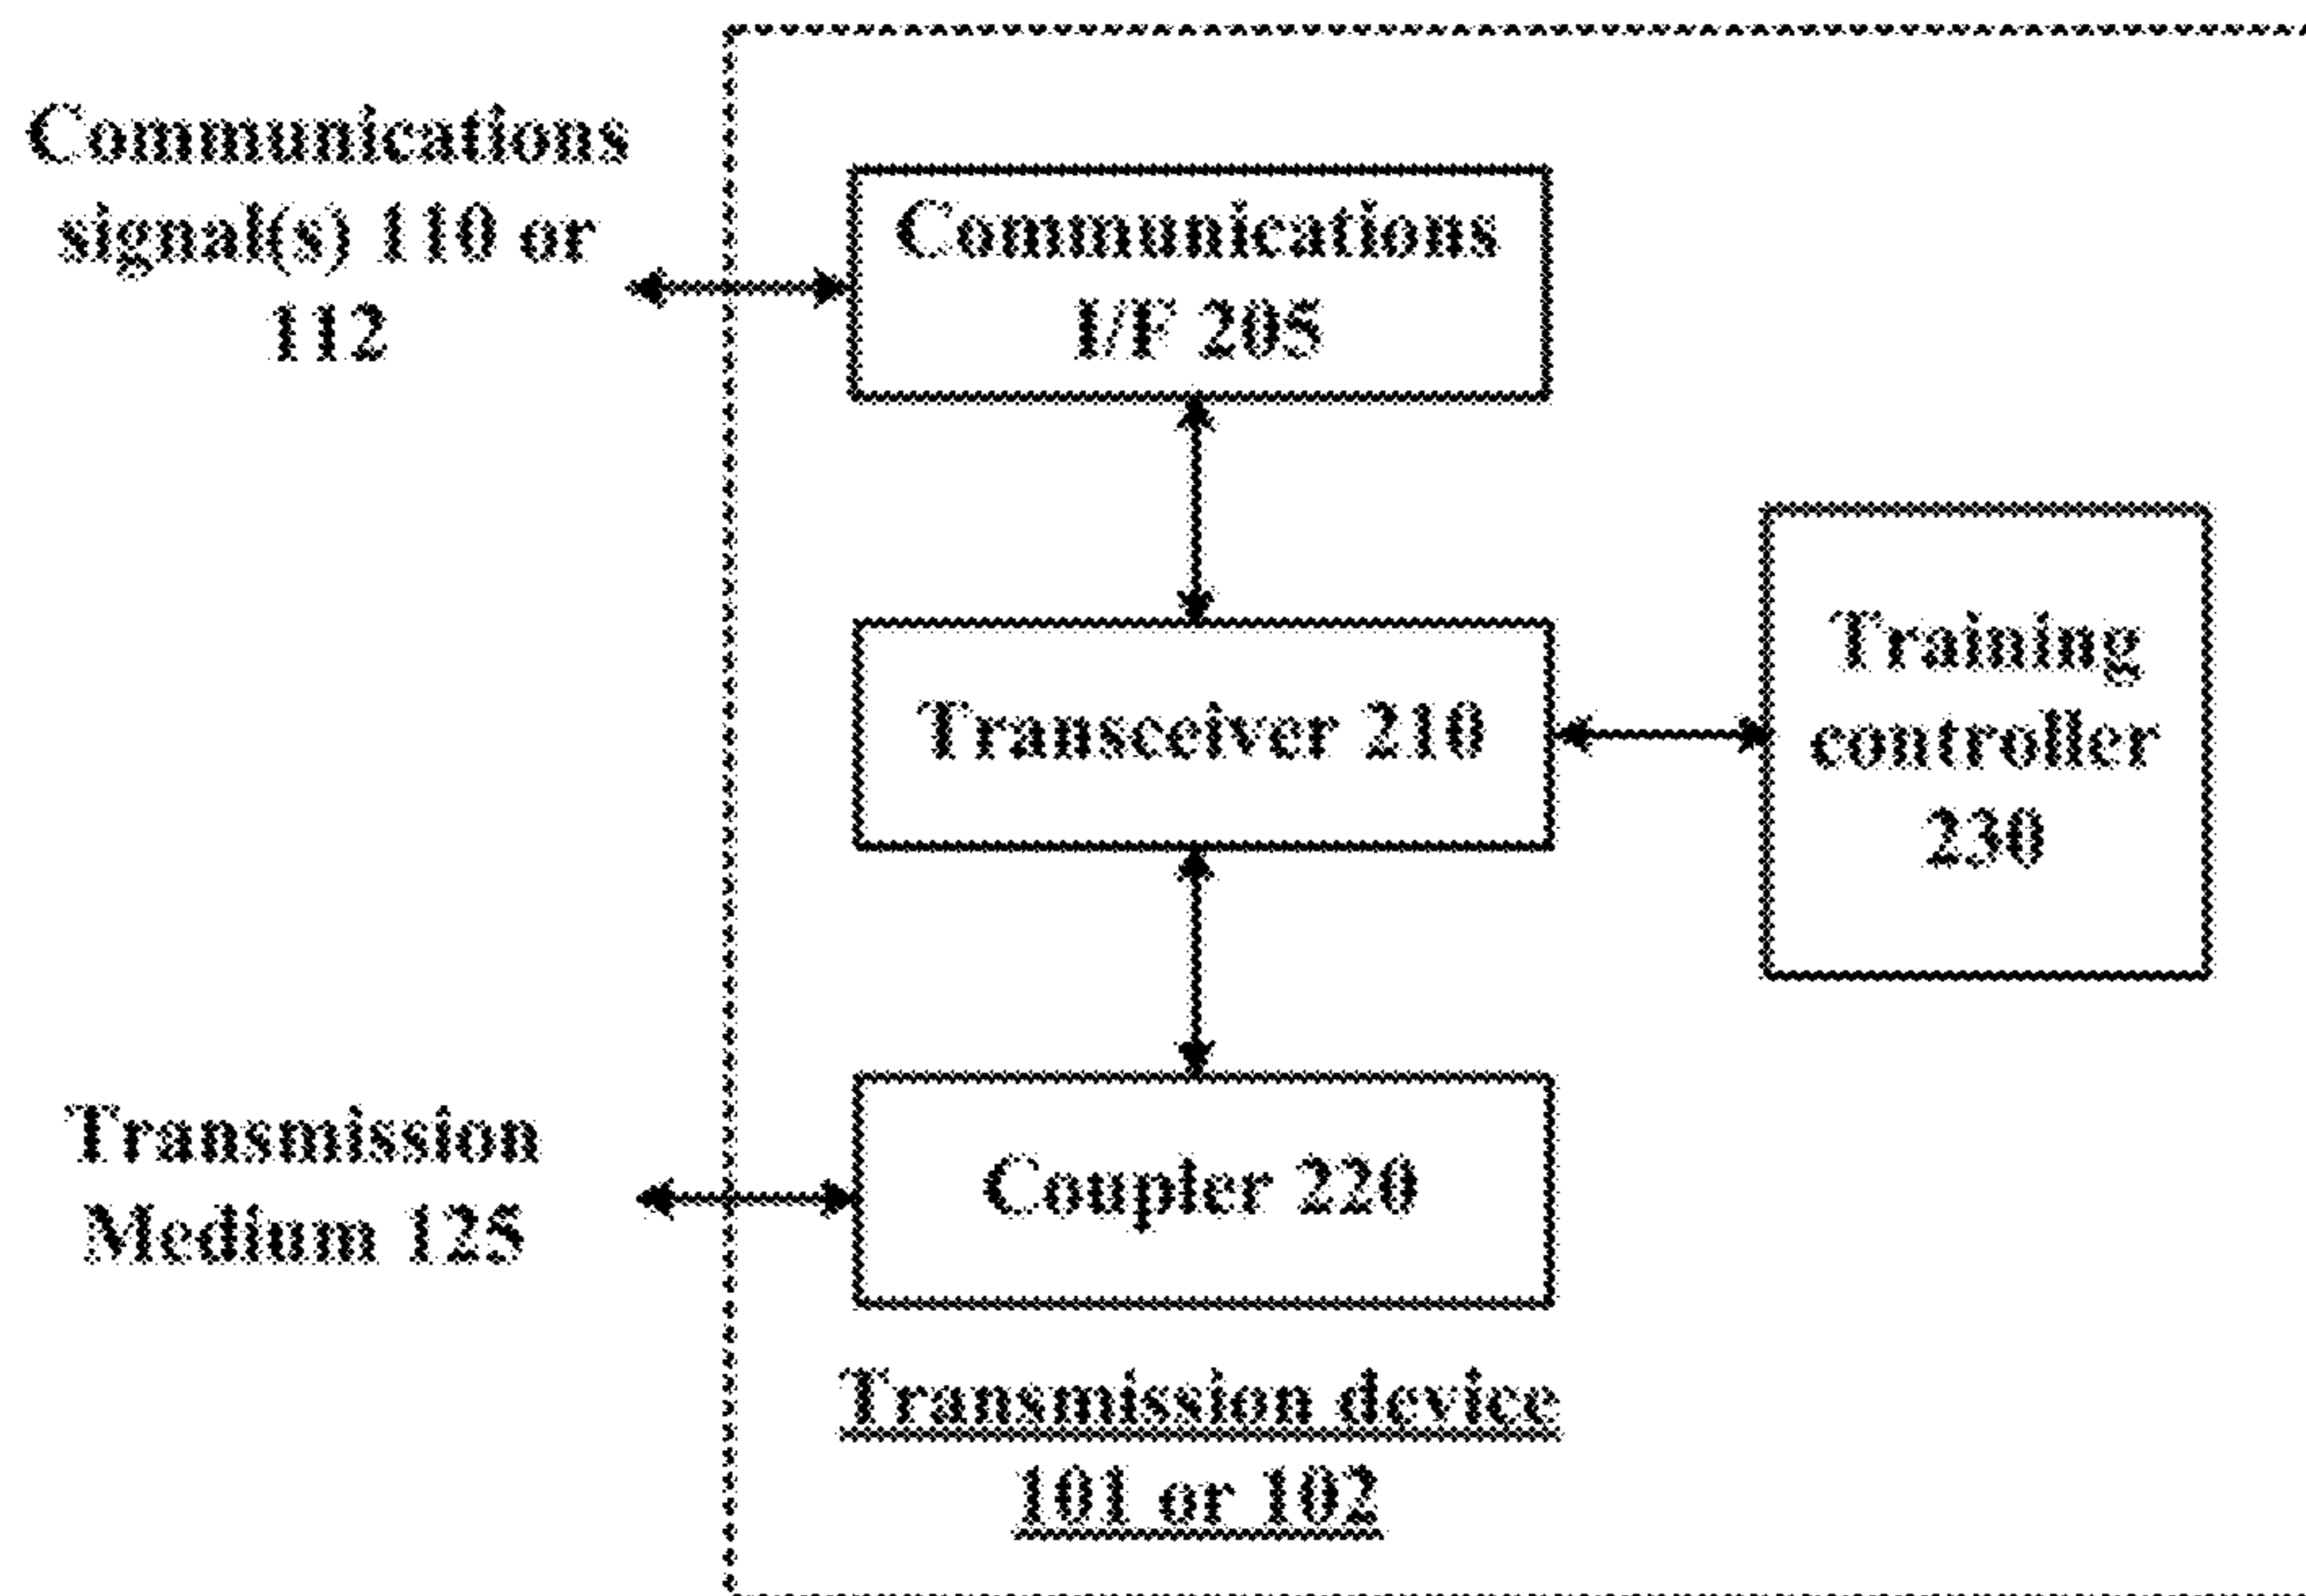 Communications
signal(s) 110 or
112
Communications
I/F 205
Transceiver 210
Training
controller
230
Transmission
Medium 125
Coupler 220
Transmission device
101 or 102